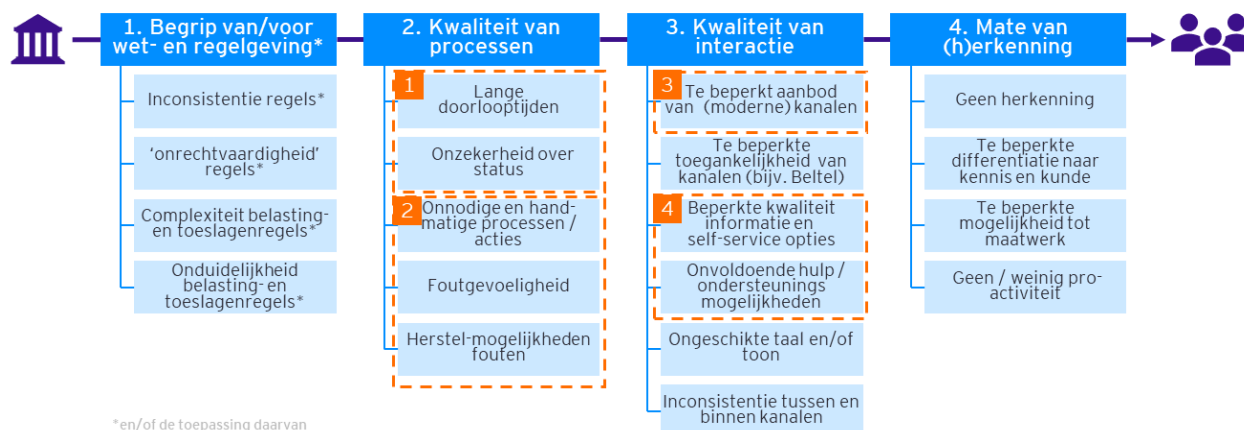 1. Begrip van/voor
wet- en regelgeving*
Inconsistentie regels*
‘onrechtvaardigheid’
regels*
Complexiteit belasting-
en toeslagenregels*
Onduidelijkheid
belasting- en
toeslagenregels*
2. Kwaliteit van
processen
1
Lange
doorlooptijden
Onzekerheid over
status
2
Onnodige en hand-
matige processen /
acties
Foutgevoeligheid
Herstel-mogelijkheden
fouten
3. Kwaliteit van
interactie
3
Te beperkt aanbod
van (moderne) kanalen
Te beperkte
toegankelijkheid van
kanalen (bijv. Beltel)
4
Beperkte kwaliteit
informatie en
self-service opties
Onvoldoende hulp /
ondersteunings
mogelijkheden
Ongeschikte taal en/of
toon
Inconsistentie tussen en
binnen kanalen
4. Mate van
(h)erkenning
Geen herkenning
Te beperkte
differentiatie naar
kennis en kunde
Te beperkte
mogelijkheid tot
maatwerk
Geen / weinig pro-
activiteit
*en/of de toepassing daarvan